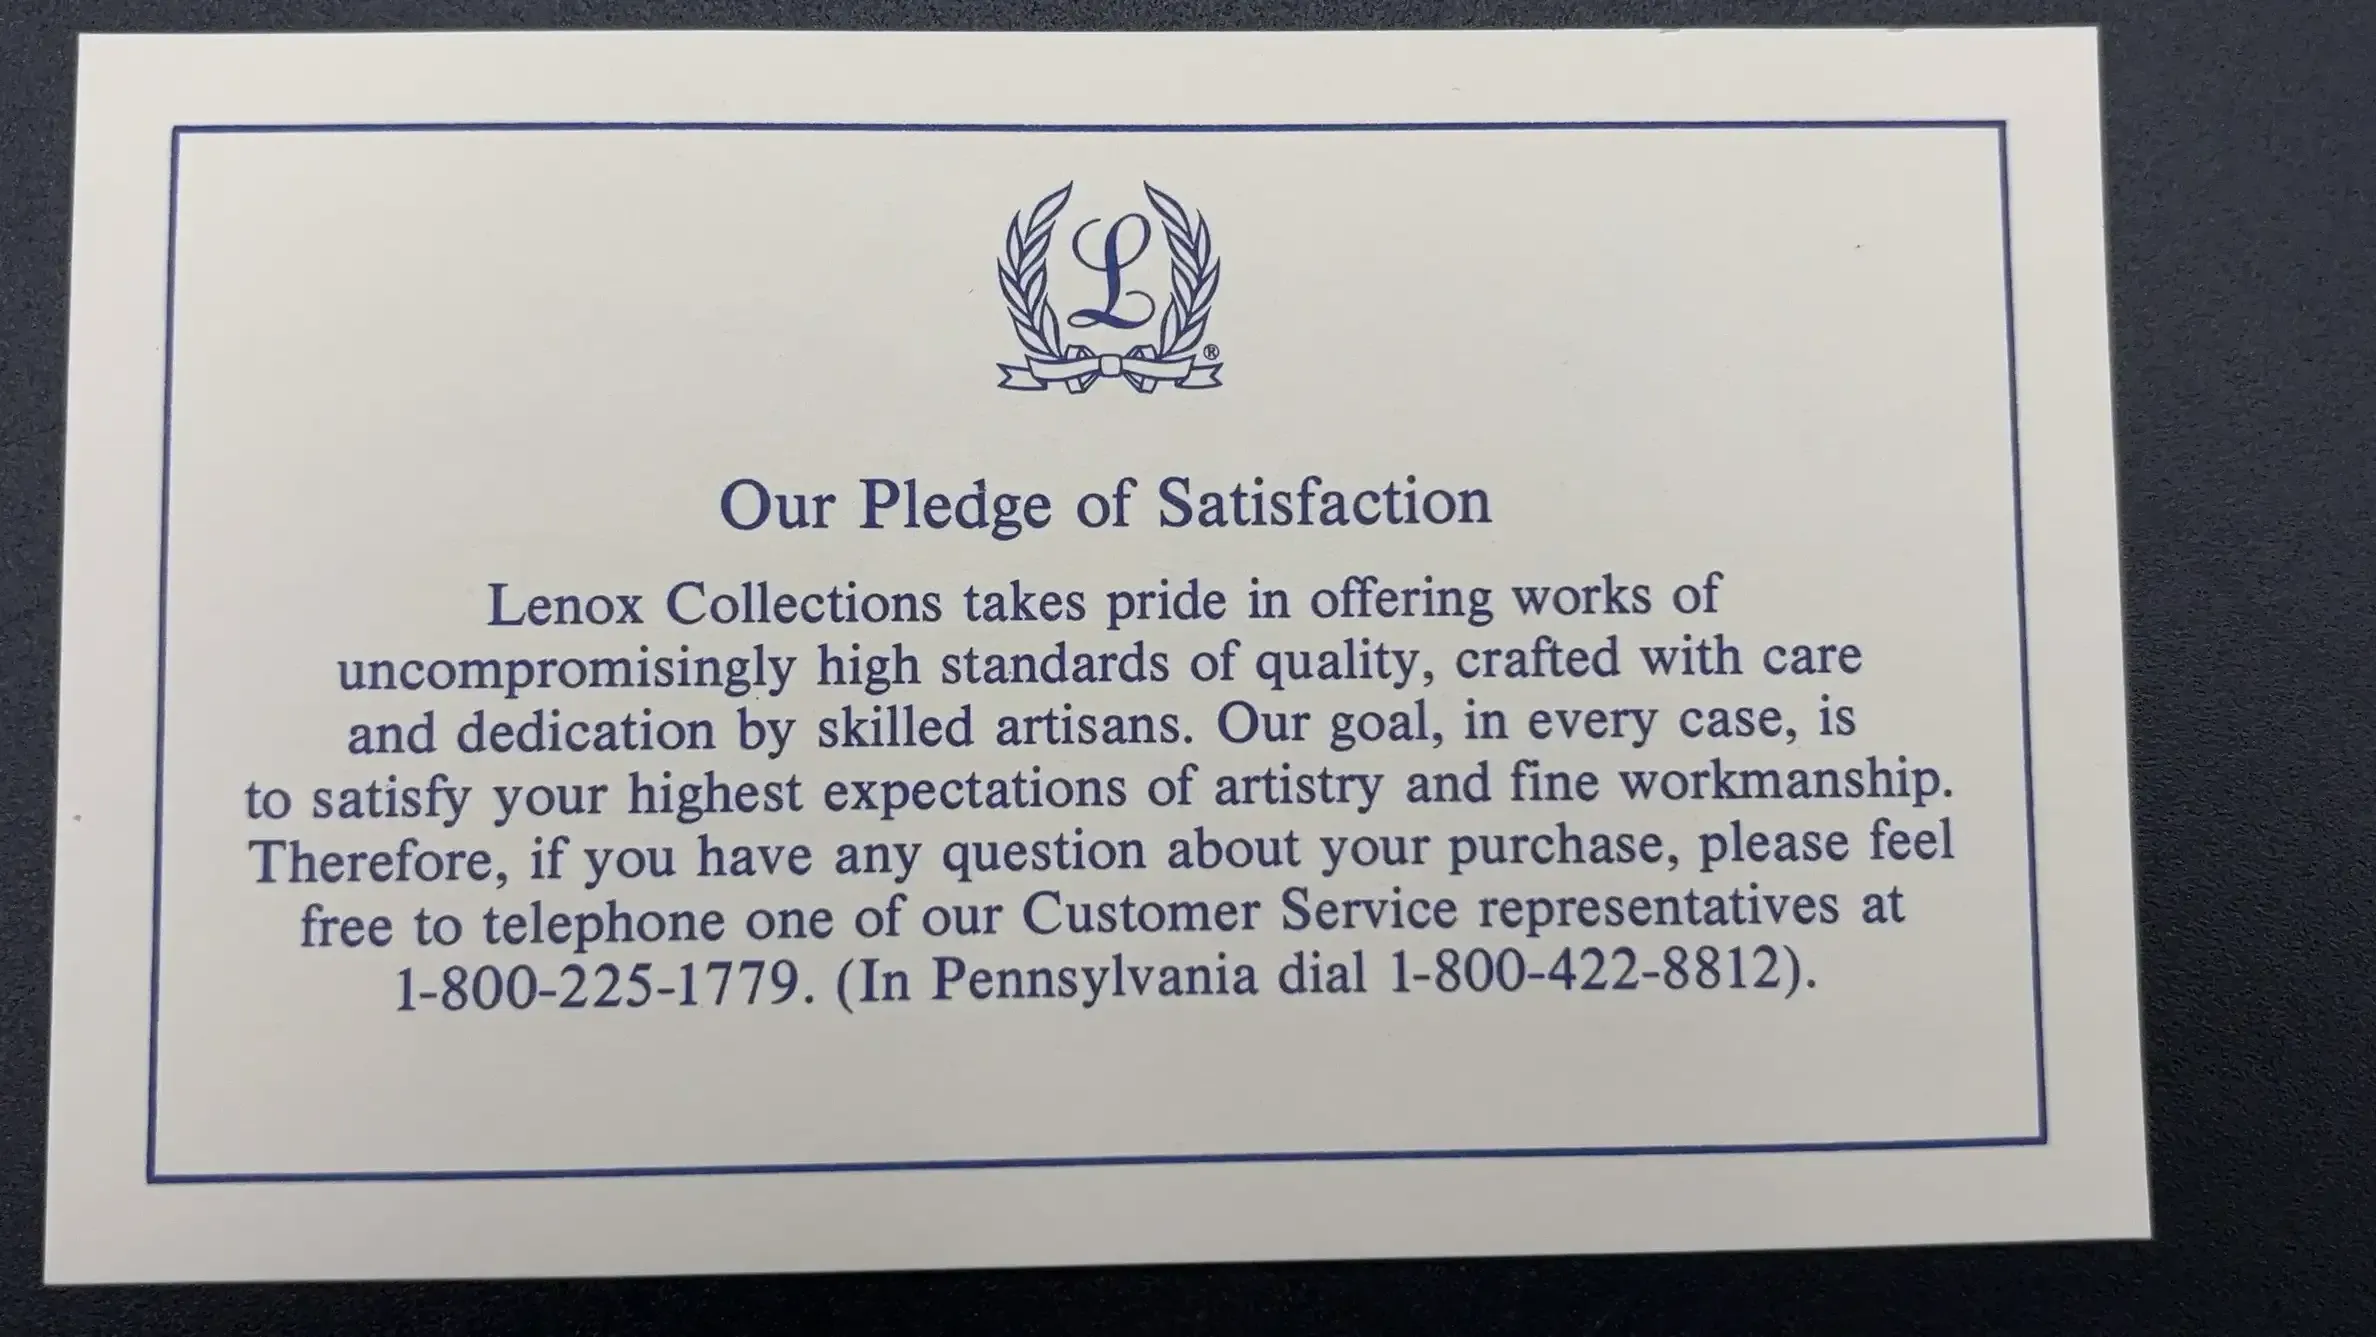 L
®
Our Pledge of Satisfaction
Lenox Collections takes pride in offering works of
uncompromisingly high standards of quality, crafted with care
and dedication by skilled artisans. Our goal, in every case, is
to satisfy your highest expectations of artistry and fine workmanship.
Therefore, if you have any question about your purchase, please feel
free to telephone one of our Customer Service representatives at
1-800-225-1779. (In Pennsylvania dial 1-800-422-8812).